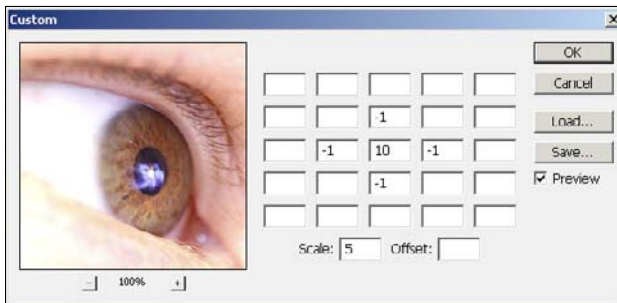 Custom
OK
Cancel
-1
Load...
-1 10 -1
Save...
-1
Preview
Scale: 5 Offset:
100%